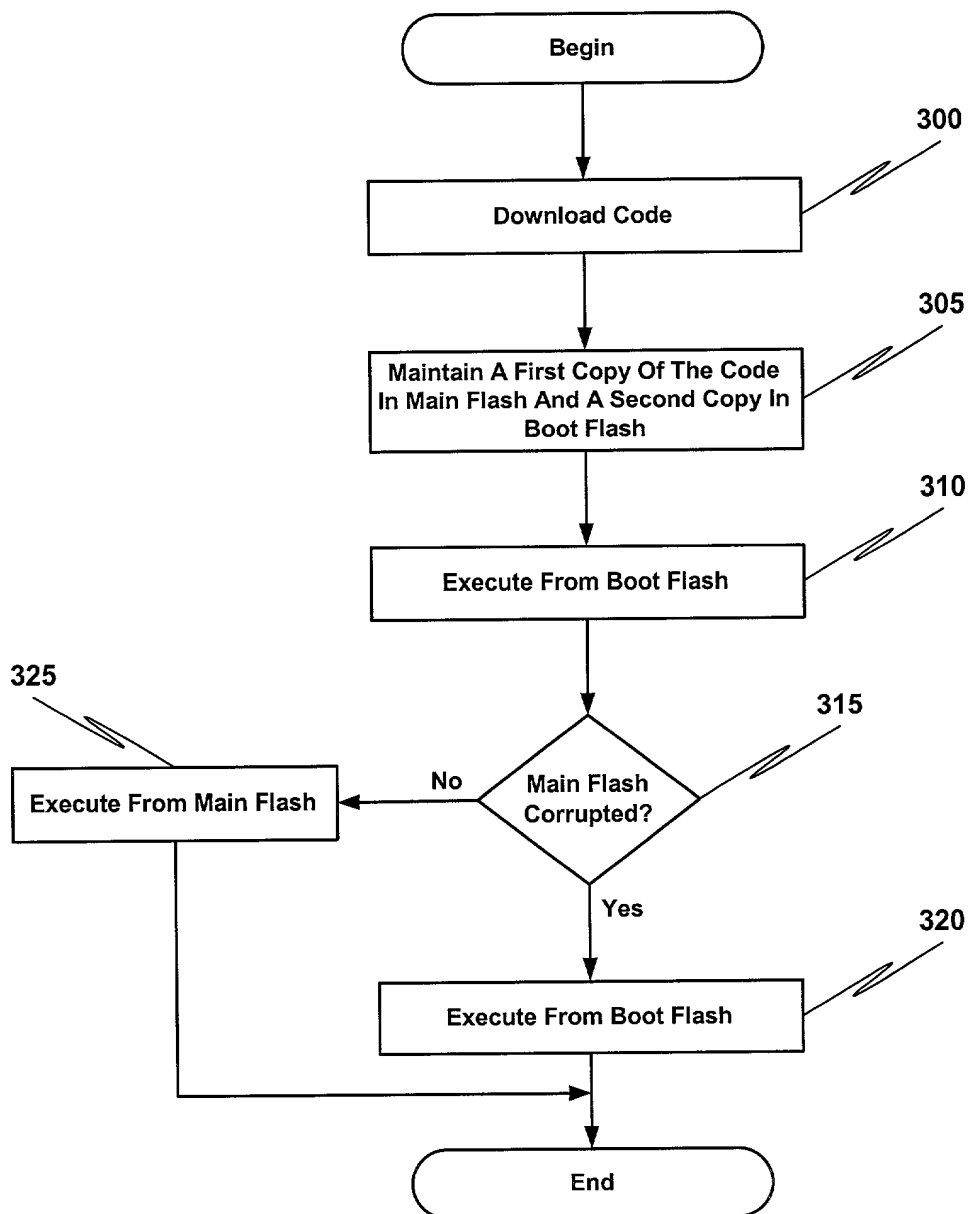 Begin
300
Download Code
305
Maintain A First Copy Of The Code
In Main Flash And A Second Copy In
Boot Flash
310
Execute From Boot Flash
325
315
Execute From Main Flash
No
Main Flash
Corrupted?
Yes
320
Execute From Boot Flash
End